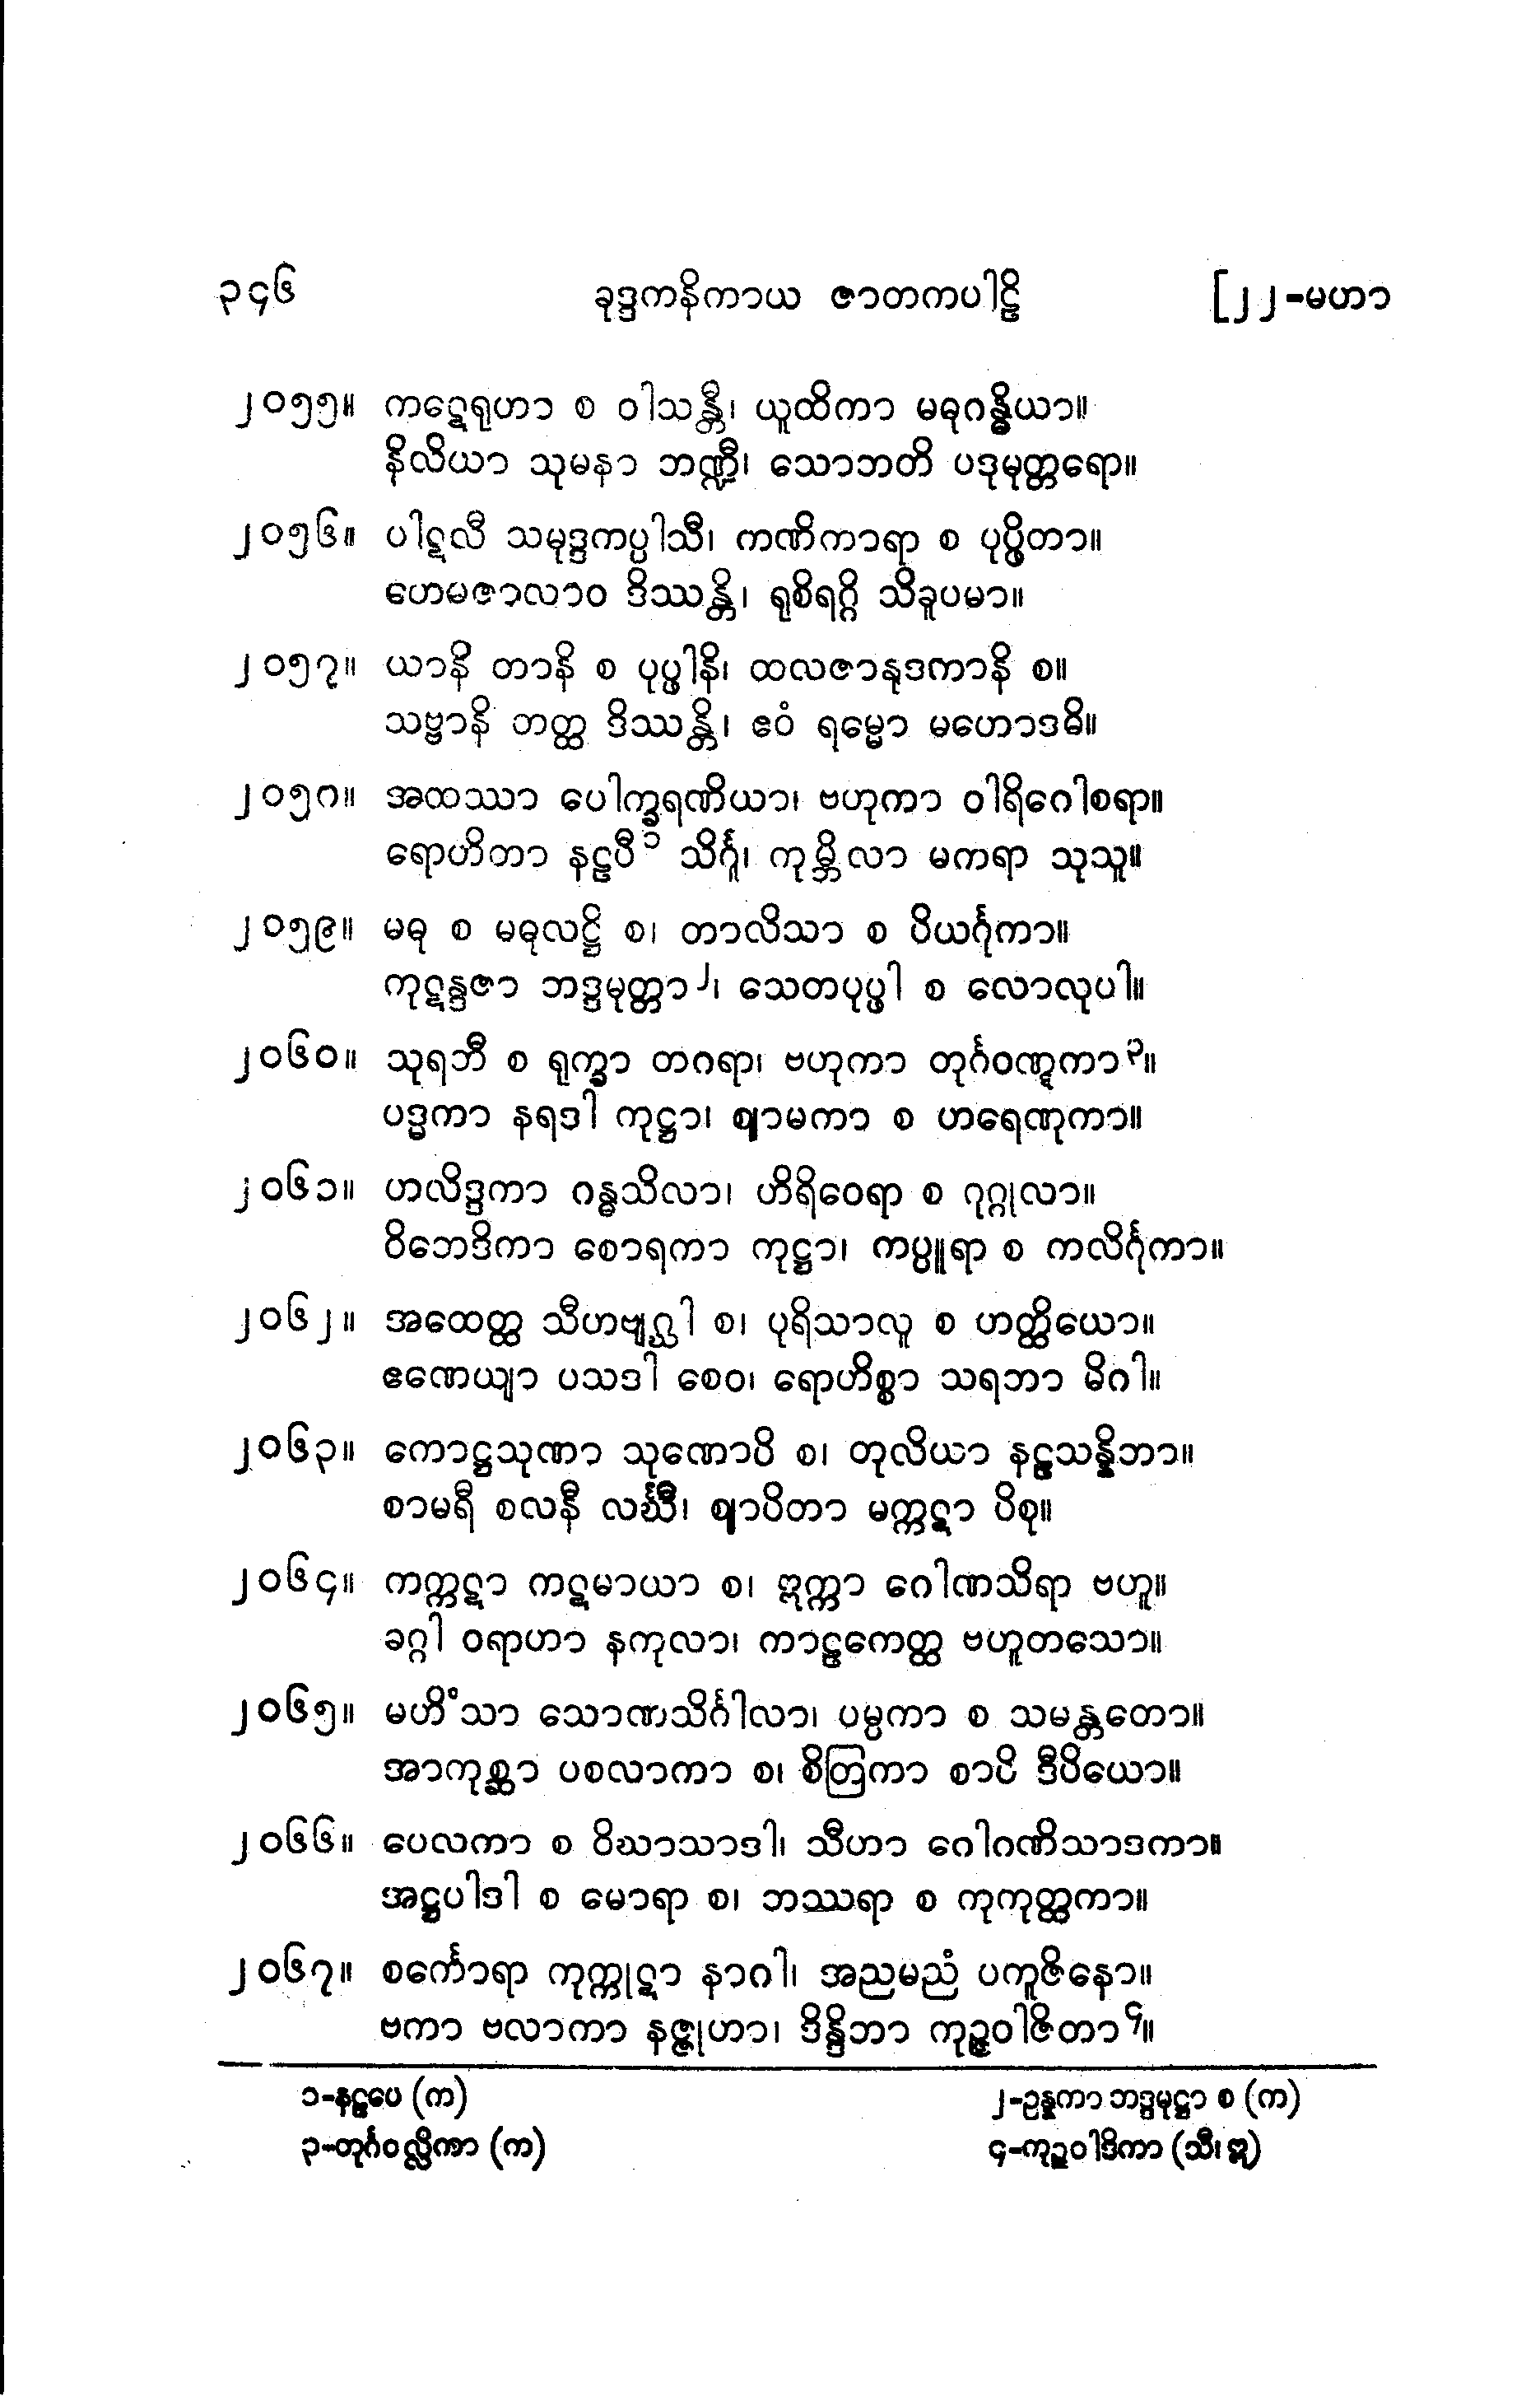 ၃၄၆ ခုဒ္ဒကနိကာယ ဇာတကပါဠိ [၂၂-မဟာ
၂၀၅၅။ ကဋေရုဟာ စ ဝါသန္တီ၊ ယူထိကာ မဓုဂန္ဓိယာ။
နိလိယာ သုမနာ ဘဏ္ဍီ၊ သောဘတိ ပဒုမုတ္တရော။
၂၀၅၆။ ပါဋလီ သမုဒ္ဒကပ္ပါသီ၊ ကဏိကာရာ စ ပုပ္ဖိတာ။
ဟေမဇာလာဝ ဒိဿန္တိ၊ ရုစိရဂ္ဂိ သိခူပမာ။
၂၀၅၇။ ယာနိ တာနိ စ ပုပ္ဖါနိ၊ ထလဇာနုဒကာနိ စ။
သဗ္ဗာနိ တတ္ထ ဒိဿန္တိ၊ ဧဝံ ရမ္မော မဟောဒဓိ။
၂၀၅၈။ အထဿာ ပေါက္ခရဏိယာ၊ ဗဟုကာ ဝါရိဂေါစရာ။
ရောဟိတာ နဠပီ၁ သိင်္ဂူ၊ ကုမ္ဘိလာ မကရာ သုသူ။
၂၀၅၉။ မဓု စ မဓုလဋ္ဌိ စ၊ တာလိသာ စ ပိယင်္ဂုကာ။
ကုဋန္ဒဇာ ဘဒ္ဒမုတ္တာ၂၊ သေတပုပ္ဖါ စ လောလုပါ။
၂၀၆၀။ သုရဘီ စ ရုက္ခာ တဂရာ၊ ဗဟုကာ တုင်္ဂဝဏ္ဋကာ၃။
ပဒ္မကာ နရဒါ ကုဋ္ဌာ၊ ဈာမကာ စ ဟရေဏုကာ။
၂၀၆၁။ ဟလိဒ္ဒကာ ဂန္ဓသိလာ၊ ဟိရိဝေရာ စ ဂုဂ္ဂုလာ။
ဝိဘေဒိကာ စောရကာ ကုဋ္ဌာ၊ ကပ္ပူရာ စ ကလိင်္ဂုကာ။
၂၀၆၂။ အထေတ္ထ သီဟဗျဂ္ဃါ စ၊ ပုရိသာလူ စ ဟတ္ထိယော။
ဧဏေယျာ ပသဒါ စေဝ၊ ရောဟိစ္စာ သရဘာ မိဂါ။
၂၀၆၃။ ကောဋ္ဌသုဏာ သုဏောပိ စ၊ တုလိယာ နဠသန္နိဘာ။
စာမရီ စလနီ လင်္ဃီ၊ ဈာပိတာ မက္ကဋာ ပိစု။
၂၀၆၄။ ကက္ကဋာ ကဋမာယာ စ၊ ဣက္ကာ ဂေါဏသိရာ ဗဟူ။
ခဂ္ဂါ ဝရာဟာ နကုလာ၊ ကာဠကေတ္ထ ဗဟူတသော။
၂၀၆၅။ မဟိံသာ သောဏသိင်္ဂါလာ၊ ပမ္ပကာ စ သမန္တတော။
အာကုစ္ဆာ ပစလာကာ စ၊ စိတြကာ စာပိ ဒီပိယော။
၂၀၆၆။ ပေလကာ စ ဝိဃာသာဒါ၊ သီဟာ ဂေါဂဏိသာဒကာ။
အဋ္ဌပါဒါ စ မောရာ စ၊ ဘဿရာ စ ကုကုတ္ထကာ။
၂၀၆၇။ စင်္ကောရာ ကုက္ကုဋာ နာဂါ၊ အညမညံ ပကူဇိနော။
ဗကာ ဗလာကာ နဇ္ဇုဟာ၊ ဒိန္ဒိဘာ ကုဉ္ဇဝါဇိတာ၄။
၁-နဠပေ (က) ၂-ဥန္နကာ ဘဒ္ဒမုဋ္ဌာ စ (က)
၃-တုင်္ဂဝလ္လိကာ (က) ၄-ကုဉ္ဇဝါဒိကာ (သီ၊ ဣ)